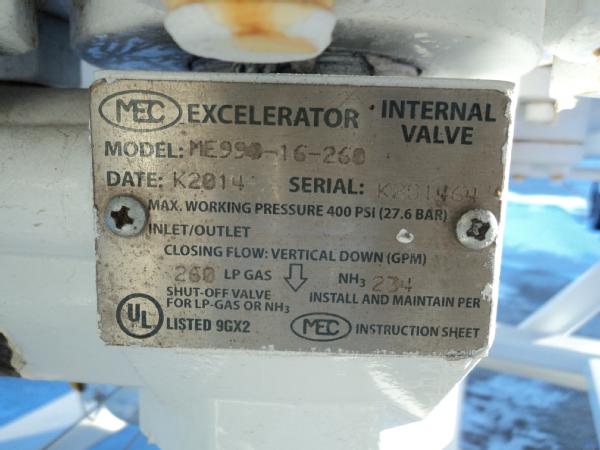 MEC EXCELERATOR INTERNAL VALVE
MODEL: ME990-16-260
DATE: K2014 SERIAL: K201464
MAX. WORKING PRESSURE 400 PSI (27.6 BAR)
INLET/OUTLET
CLOSING FLOW: VERTICAL DOWN (GPM)
260 LP GAS NH3 234
SHUT-OFF VALVE
FOR LP-GAS OR NH3
INSTALL AND MAINTAIN PER
UL LISTED 9GX2 MEC INSTRUCTION SHEET